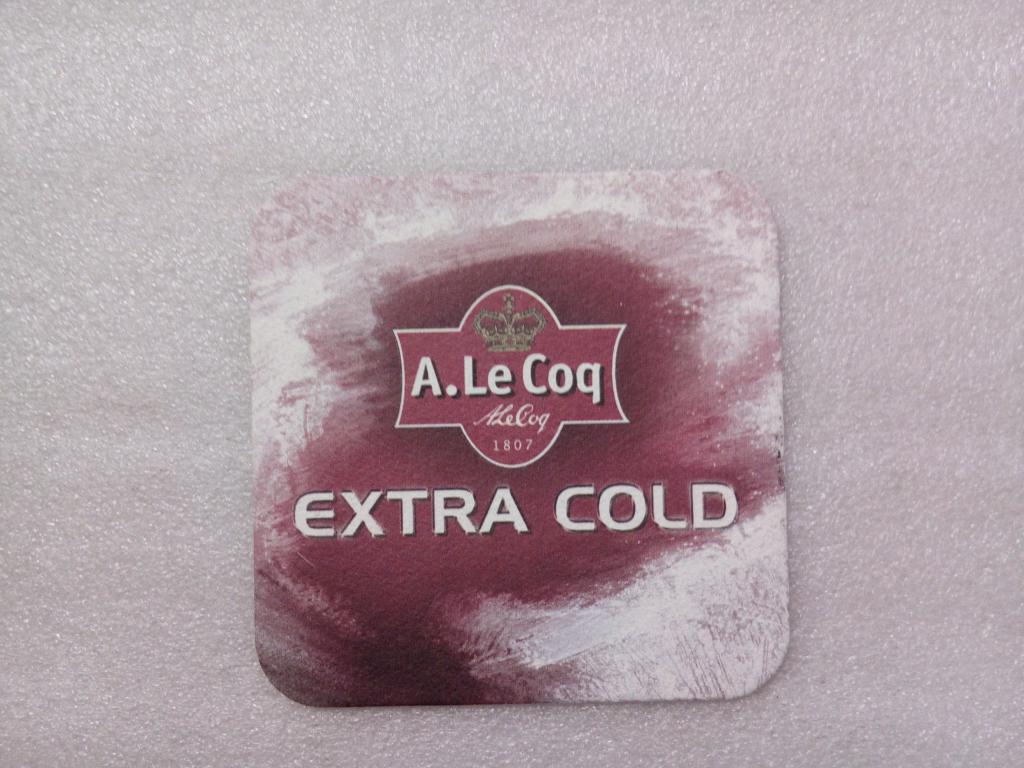 A. Le Coq
A. Le Coq
1807
EXTRA COLD